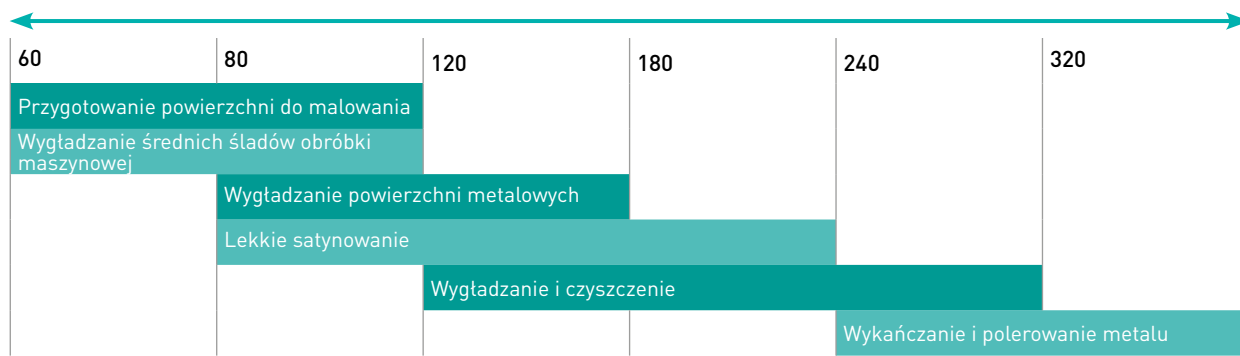 60 80 120 180 240 320
Przygotowanie powierzchni do malowania
Wygładzanie średnich śladów obróbki
maszynowej
Wygładzanie powierzchni metalowych
Lekkie satynowanie
Wygładzanie i czyszczenie
Wykańczanie i polerowanie metalu